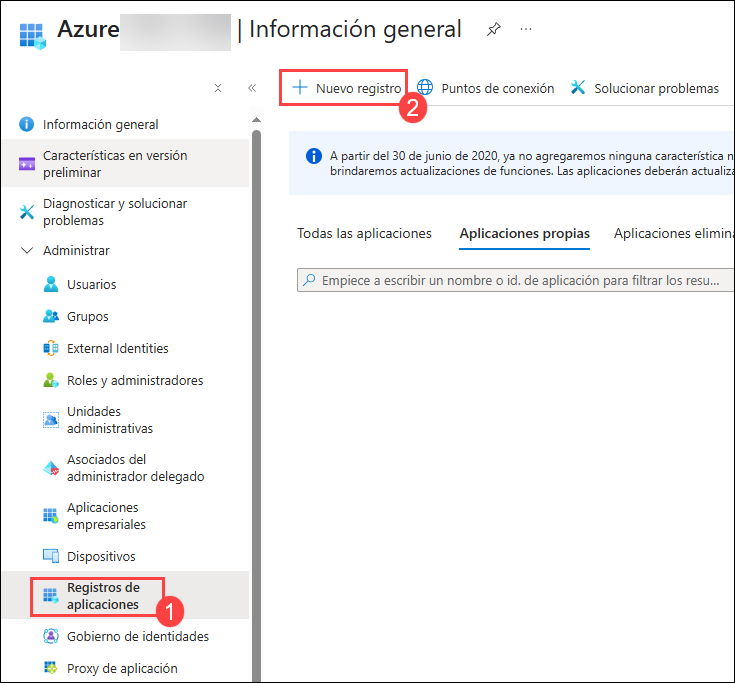 Azure | Información general
Nuevo registro
Puntos de conexión
Solucionar problemas
2
Información general
Características en versión
preliminar
Diagnosticar y solucionar
problemas
Administrar
Usuarios
Grupos
External Identities
Roles y administradores
Unidades
administrativas
Asociados del
administrador delegado
Aplicaciones
empresariales
Dispositivos
Registros de
aplicaciones
1
Gobierno de identidades
Proxy de aplicación
A partir del 30 de junio de 2020, ya no agregaremos ninguna característica n
brindaremos actualizaciones de funciones. Las aplicaciones deberán actualiza
Todas las aplicaciones
Aplicaciones propias
Aplicaciones elimina
Empiece a escribir un nombre o id. de aplicación para filtrar los resu...